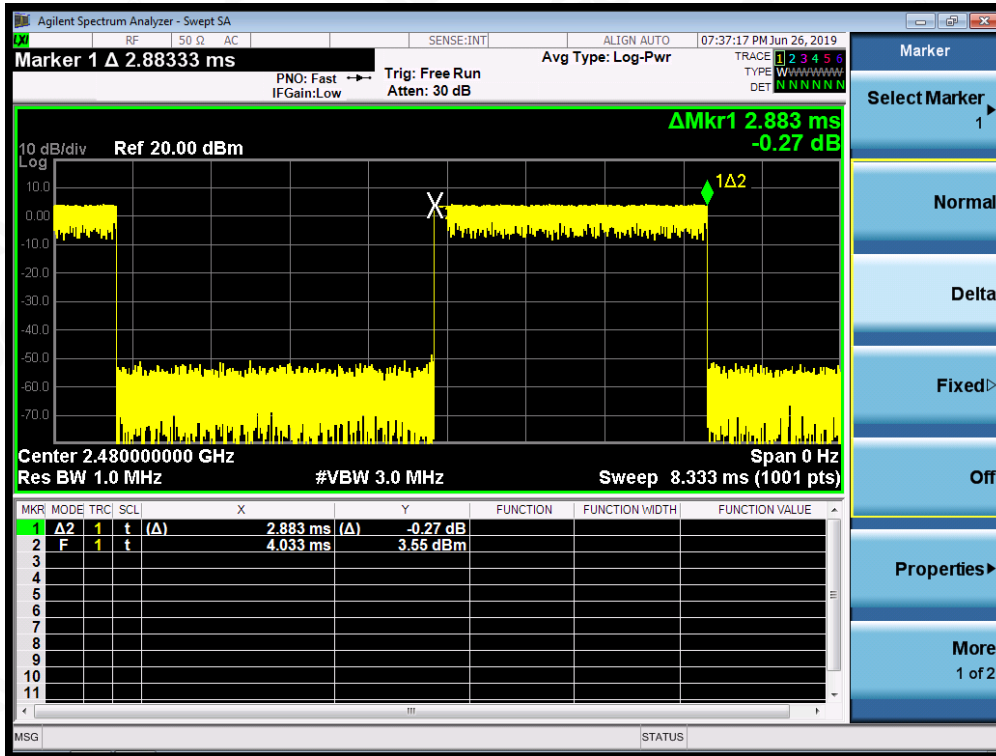 Agilent Spectrum Analyzer - Swept SA
LXI RF 50 Ω AC SENSE:INT ALIGN AUTO 07:37:17 PM Jun 26, 2019
Marker 1 Δ 2.88333 ms
PNO: Fast
IFGain:Low
Trig: Free Run
Atten: 30 dB
Avg Type: Log-Pwr
TRACE 1 2 3 4 5 6
TYPE WWWWWW
DET N N N N N N
ΔMkr1 2.883 ms
-0.27 dB
10 dB/div Ref 20.00 dBm
Log
10.0
0.00
-10.0
-20.0
-30.0
-40.0
-50.0
-60.0
-70.0
X
1Δ2
Center 2.480000000 GHz Span 0 Hz
Res BW 1.0 MHz #VBW 3.0 MHz Sweep 8.333 ms (1001 pts)
MKR MODE TRC SCL X Y FUNCTION FUNCTION WIDTH FUNCTION VALUE
1 Δ2 1 t (Δ) 2.883 ms (Δ) -0.27 dB
2 F 1 t 4.033 ms 3.55 dBm
3
4
5
6
7
8
9
10
11
MSG STATUS
Marker
Select Marker
1
Normal
Delta
Fixed
Off
Properties
More
1 of 2